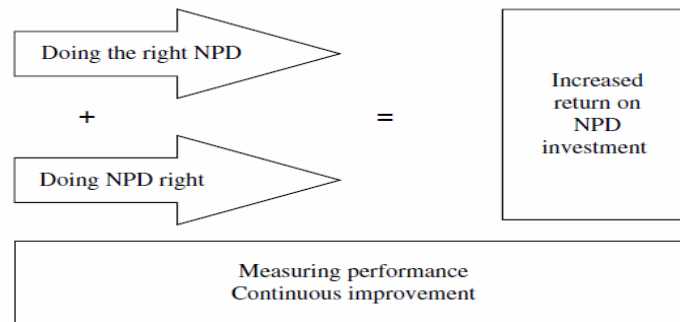 Doing the right NPD
+
=
Doing NPD right
Increased
return on
NPD
investment
Measuring performance
Continuous improvement